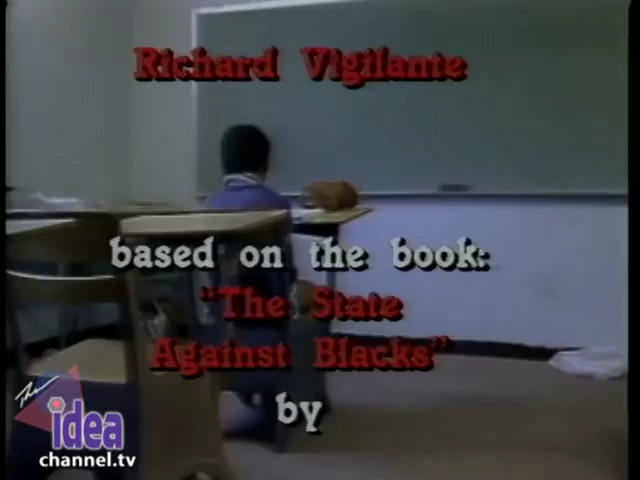 Richard Vigilante
based on the book:
"The State
Against Blacks"
by
The
idea
channel.tv